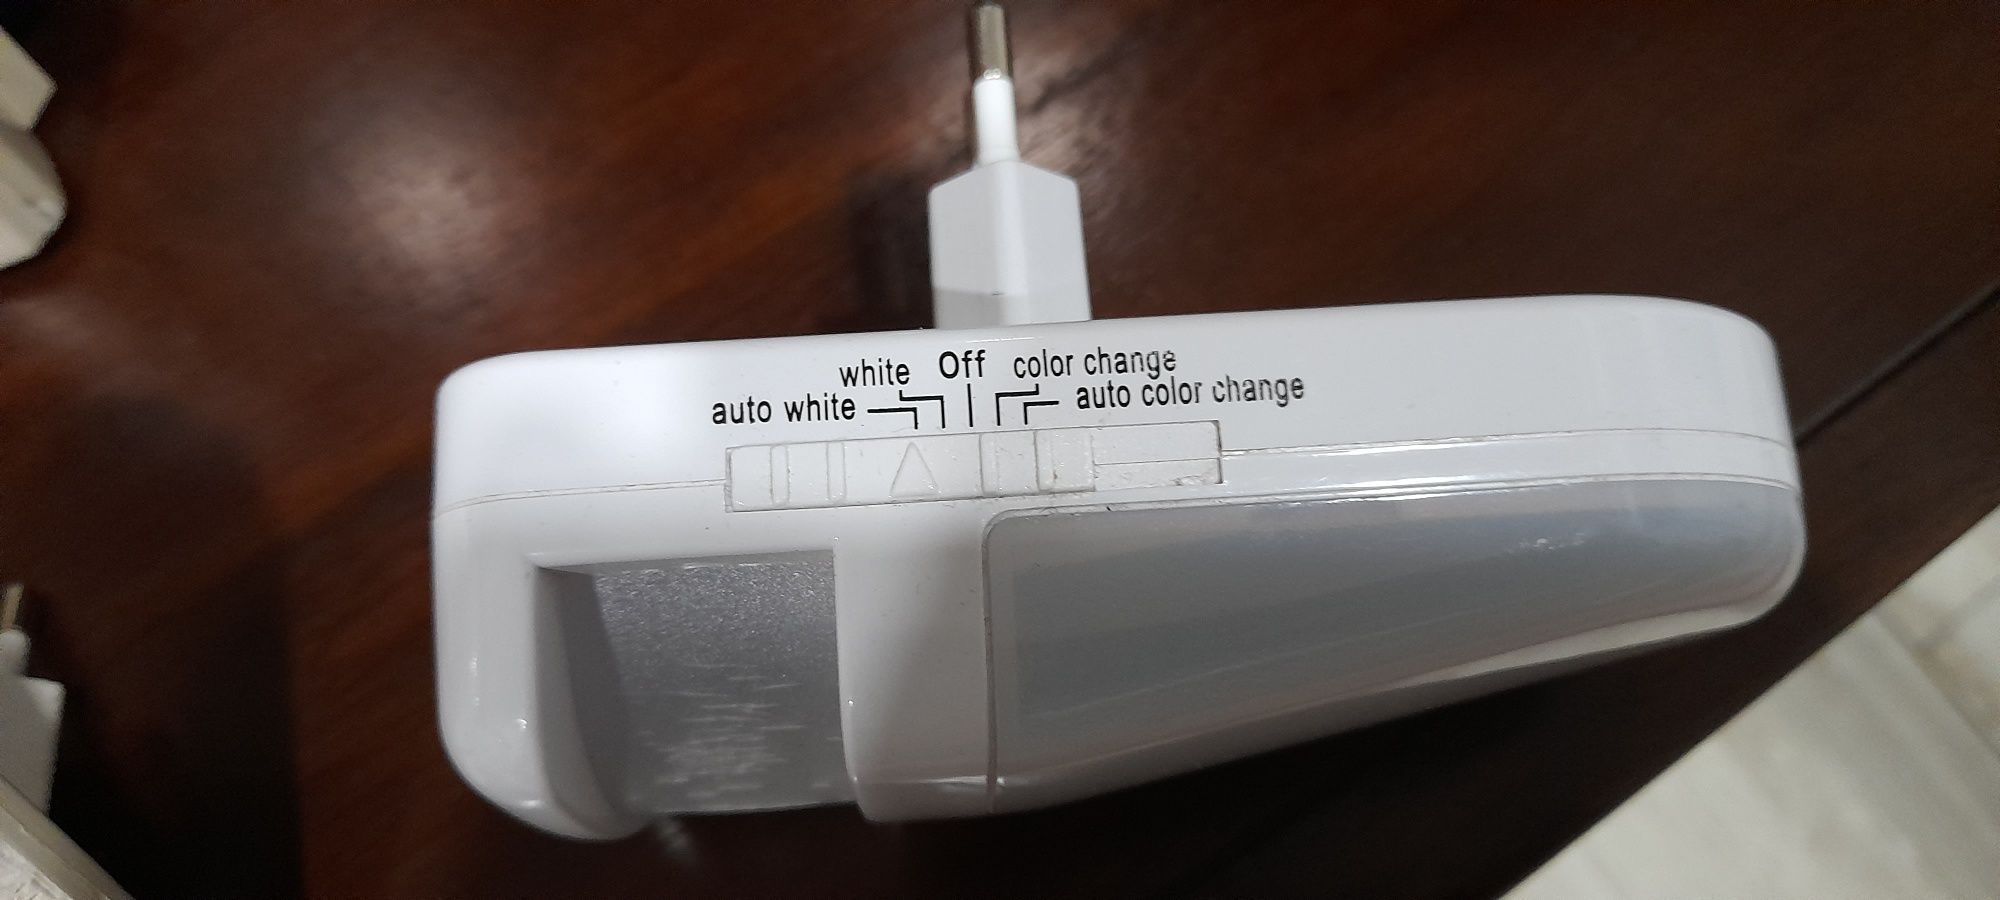 white Off color change
auto white auto color change